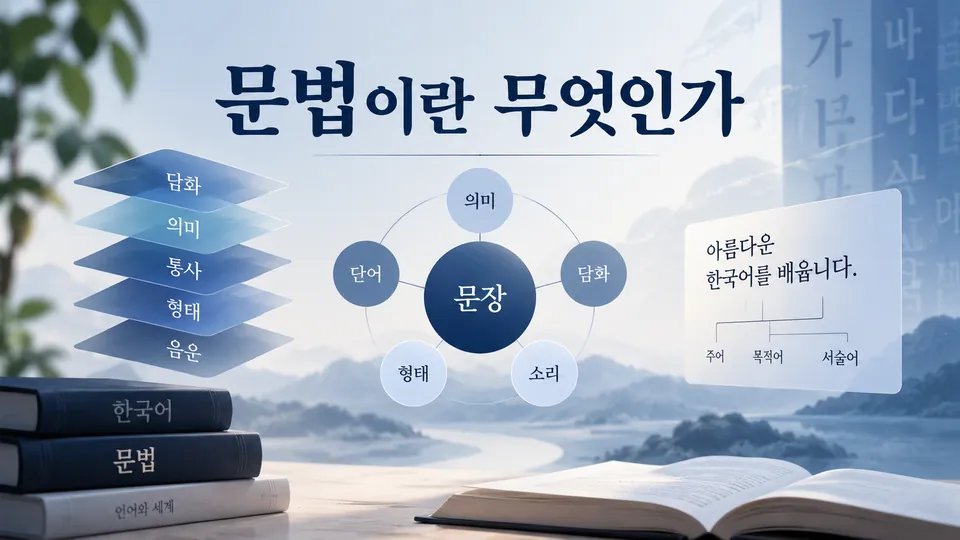 문법이란 무엇인가
담화
의미
통사
형태
음운
의미
단어
문장
담화
형태
소리
아름다운
한국어를 배웁니다.
주어
목적어
서술어
한국어
문법
언어와 세계
가
나
다